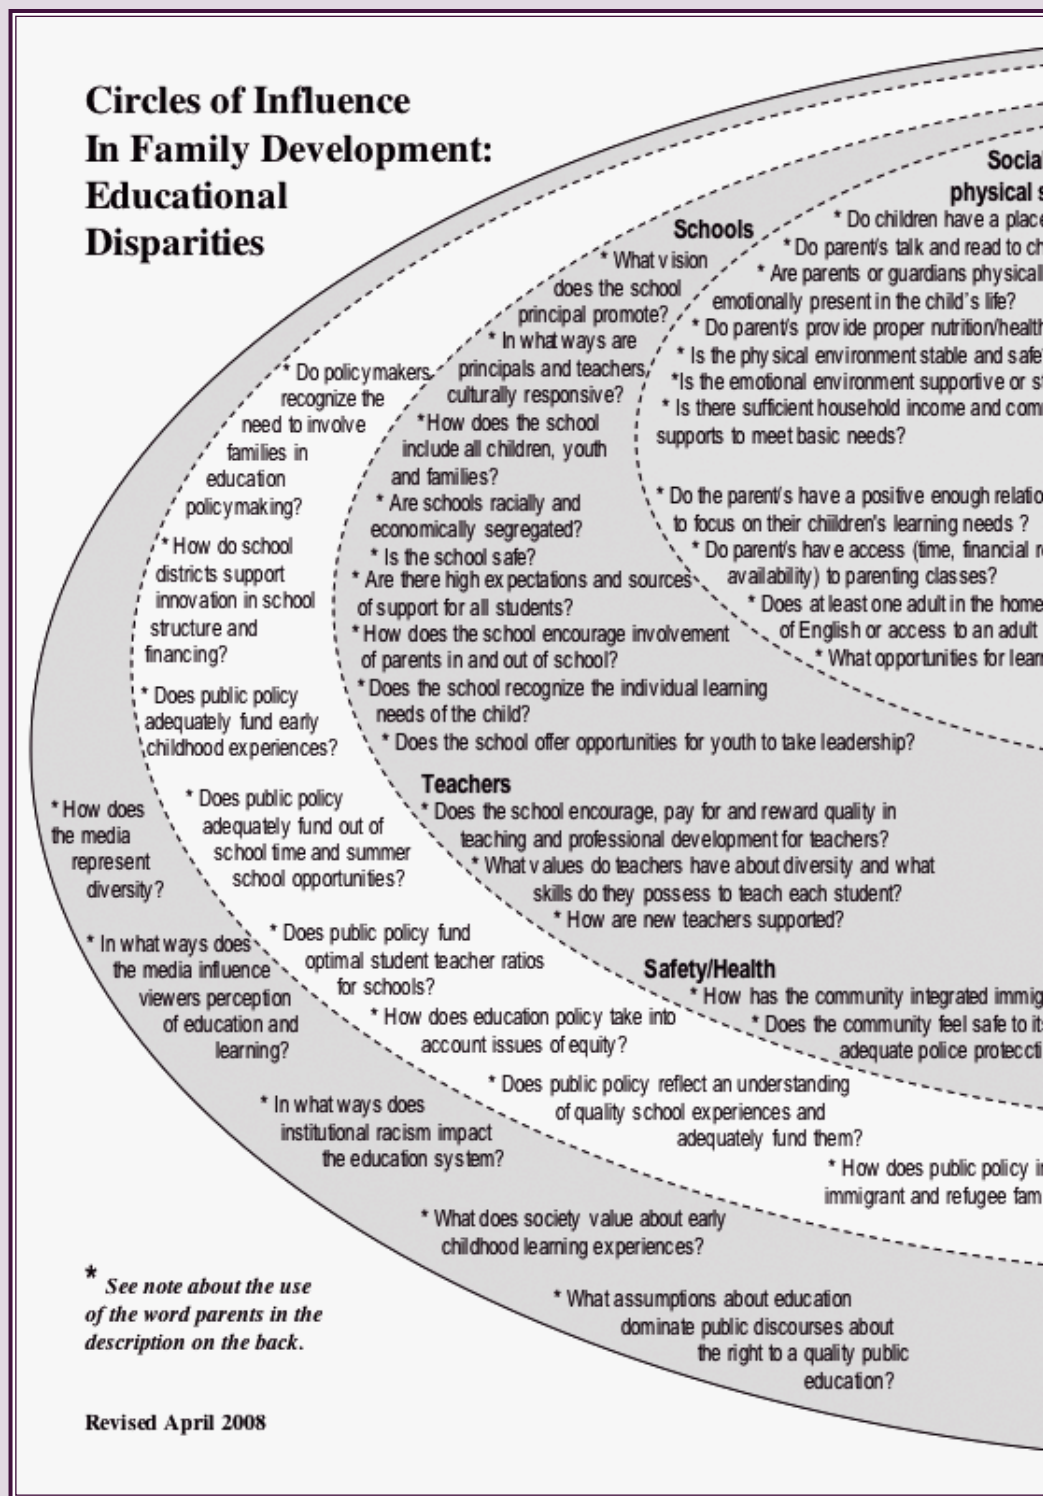 Circles of Influence
In Family Development:
Educational
Disparities
Social
physical s
* Do children have a place
* Do parent/s talk and read to ch
* Are parents or guardians physicall
emotionally present in the child's life?
* Do parent/s provide proper nutrition/health
* Is the physical environment stable and safe
*Is the emotional environment supportive or st
* Is there sufficient household income and com
supports to meet basic needs?
* Do the parent/s have a positive enough relatio
to focus on their chiildren's learning needs ?
* Do parent/s have access (time, financial r
availability) to parenting classes?
* Does at least one adult in the home
of English or access to an adult
* What opportunities for lear
Schools
* What vision
does the school
principal promote?
* In what ways are
principals and teachers
culturally responsive?
*How does the school
include all children, youth
and families?
* Are schools racially and
economically segregated?
* Is the school safe?
* Are there high expectations and sources
of support for all students?
*How does the school encourage involvement
of parents in and out of school?
*Does the school recognize the individual learning
needs of the child?
* Does the school offer opportunities for youth to take leadership?
Teachers
* Does the school encourage, pay for and reward quality in
teaching and professional development for teachers?
*What values do teachers have about diversity and what
skills do they possess to teach each student?
* How are new teachers supported?
Safety/Health
* How has the community integrated immig
* Does the community feel safe to it
adequate police proteccti
* Do policymakers
recognize the
need to involve
families in
education
policymaking?
* How do school
districts support
innovation in school
structure and
financing?
* Does public policy
adequately fund early
childhood experiences?
* Does public policy
adequately fund out of
school time and summer
school opportunities?
* Does public policy fund
optimal student teacher ratios
for schools?
* How does education policy take into
account issues of equity?
* Does public policy reflect an understanding
of quality school experiences and
adequately fund them?
* How does public policy i
immigrant and refugee fam
*How does
the media
represent
diversity?
* In what ways does
the media influence
viewers perception
of education and
learning?
* In what ways does
institutional racism impact
the education system?
* What does society value about early
childhood learning experiences?
* What assumptions about education
dominate public discourses about
the right to a quality public
education?
* See note about the use
of the word parents in the
description on the back.
Revised April 2008